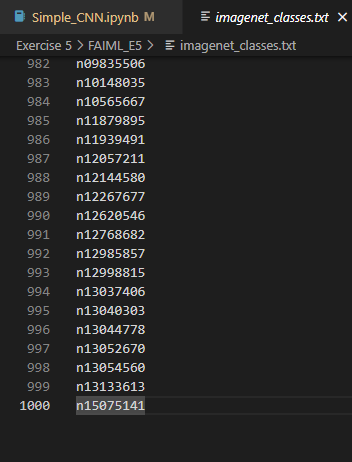 Simple_CNN.ipynb M imagenet_classes.txt
Exercise 5 > FAIML_E5 > imagenet_classes.txt
982 n09835506
983 n10148035
984 n10565667
985 n11879895
986 n11939491
987 n12057211
988 n12144580
989 n12267677
990 n12620546
991 n12768682
992 n12985857
993 n12998815
994 n13037406
995 n13040303
996 n13044778
997 n13052670
998 n13054560
999 n13133613
1000 n15075141